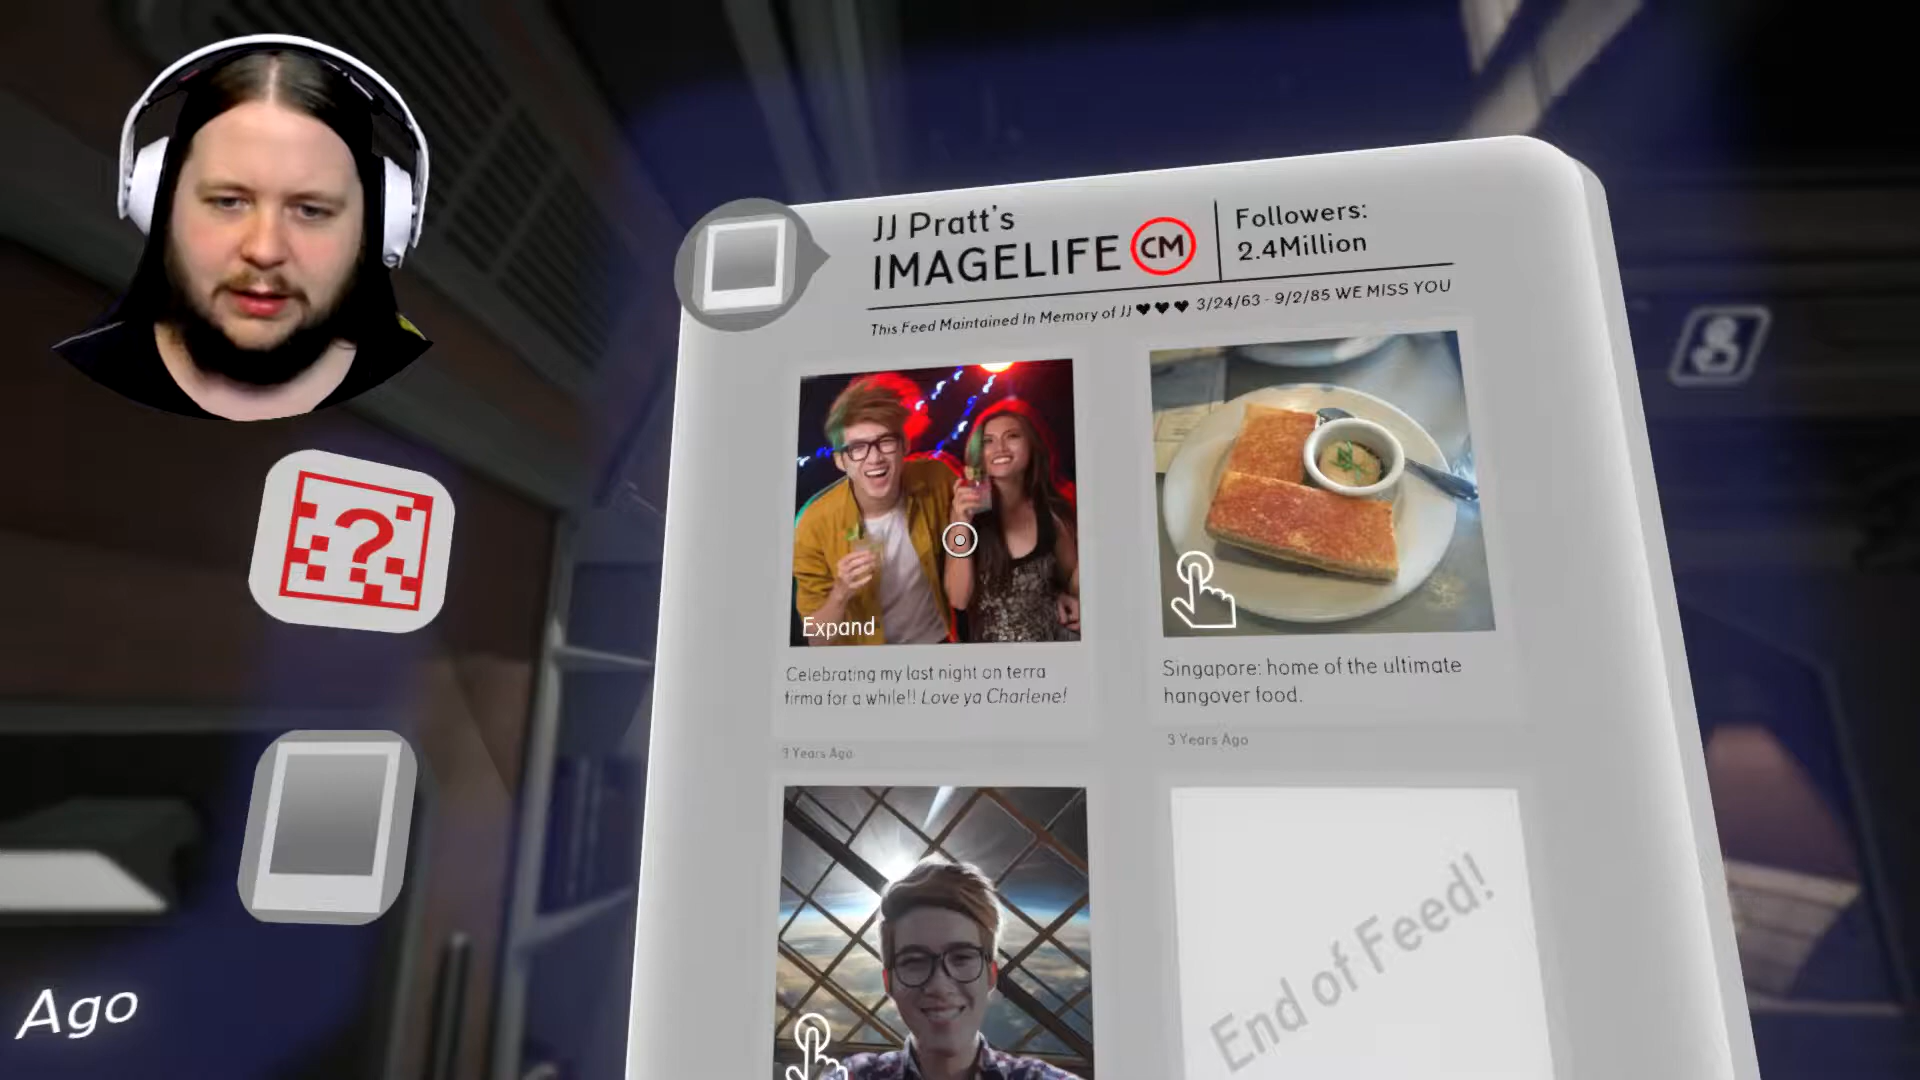 JJ Pratt's
IMAGELIFE CM
Followers:
2.4Million
This Feed Maintained In Memory of JJ ♥♥♥ 3/24/63 - 9/2/85 WE MISS YOU
Expand
Celebrating my last night on terra
firma for a while!! Love ya Charlene!
3 Years Ago
Singapore: home of the ultimate
hangover food.
3 Years Ago
?
End of Feed!
Ago